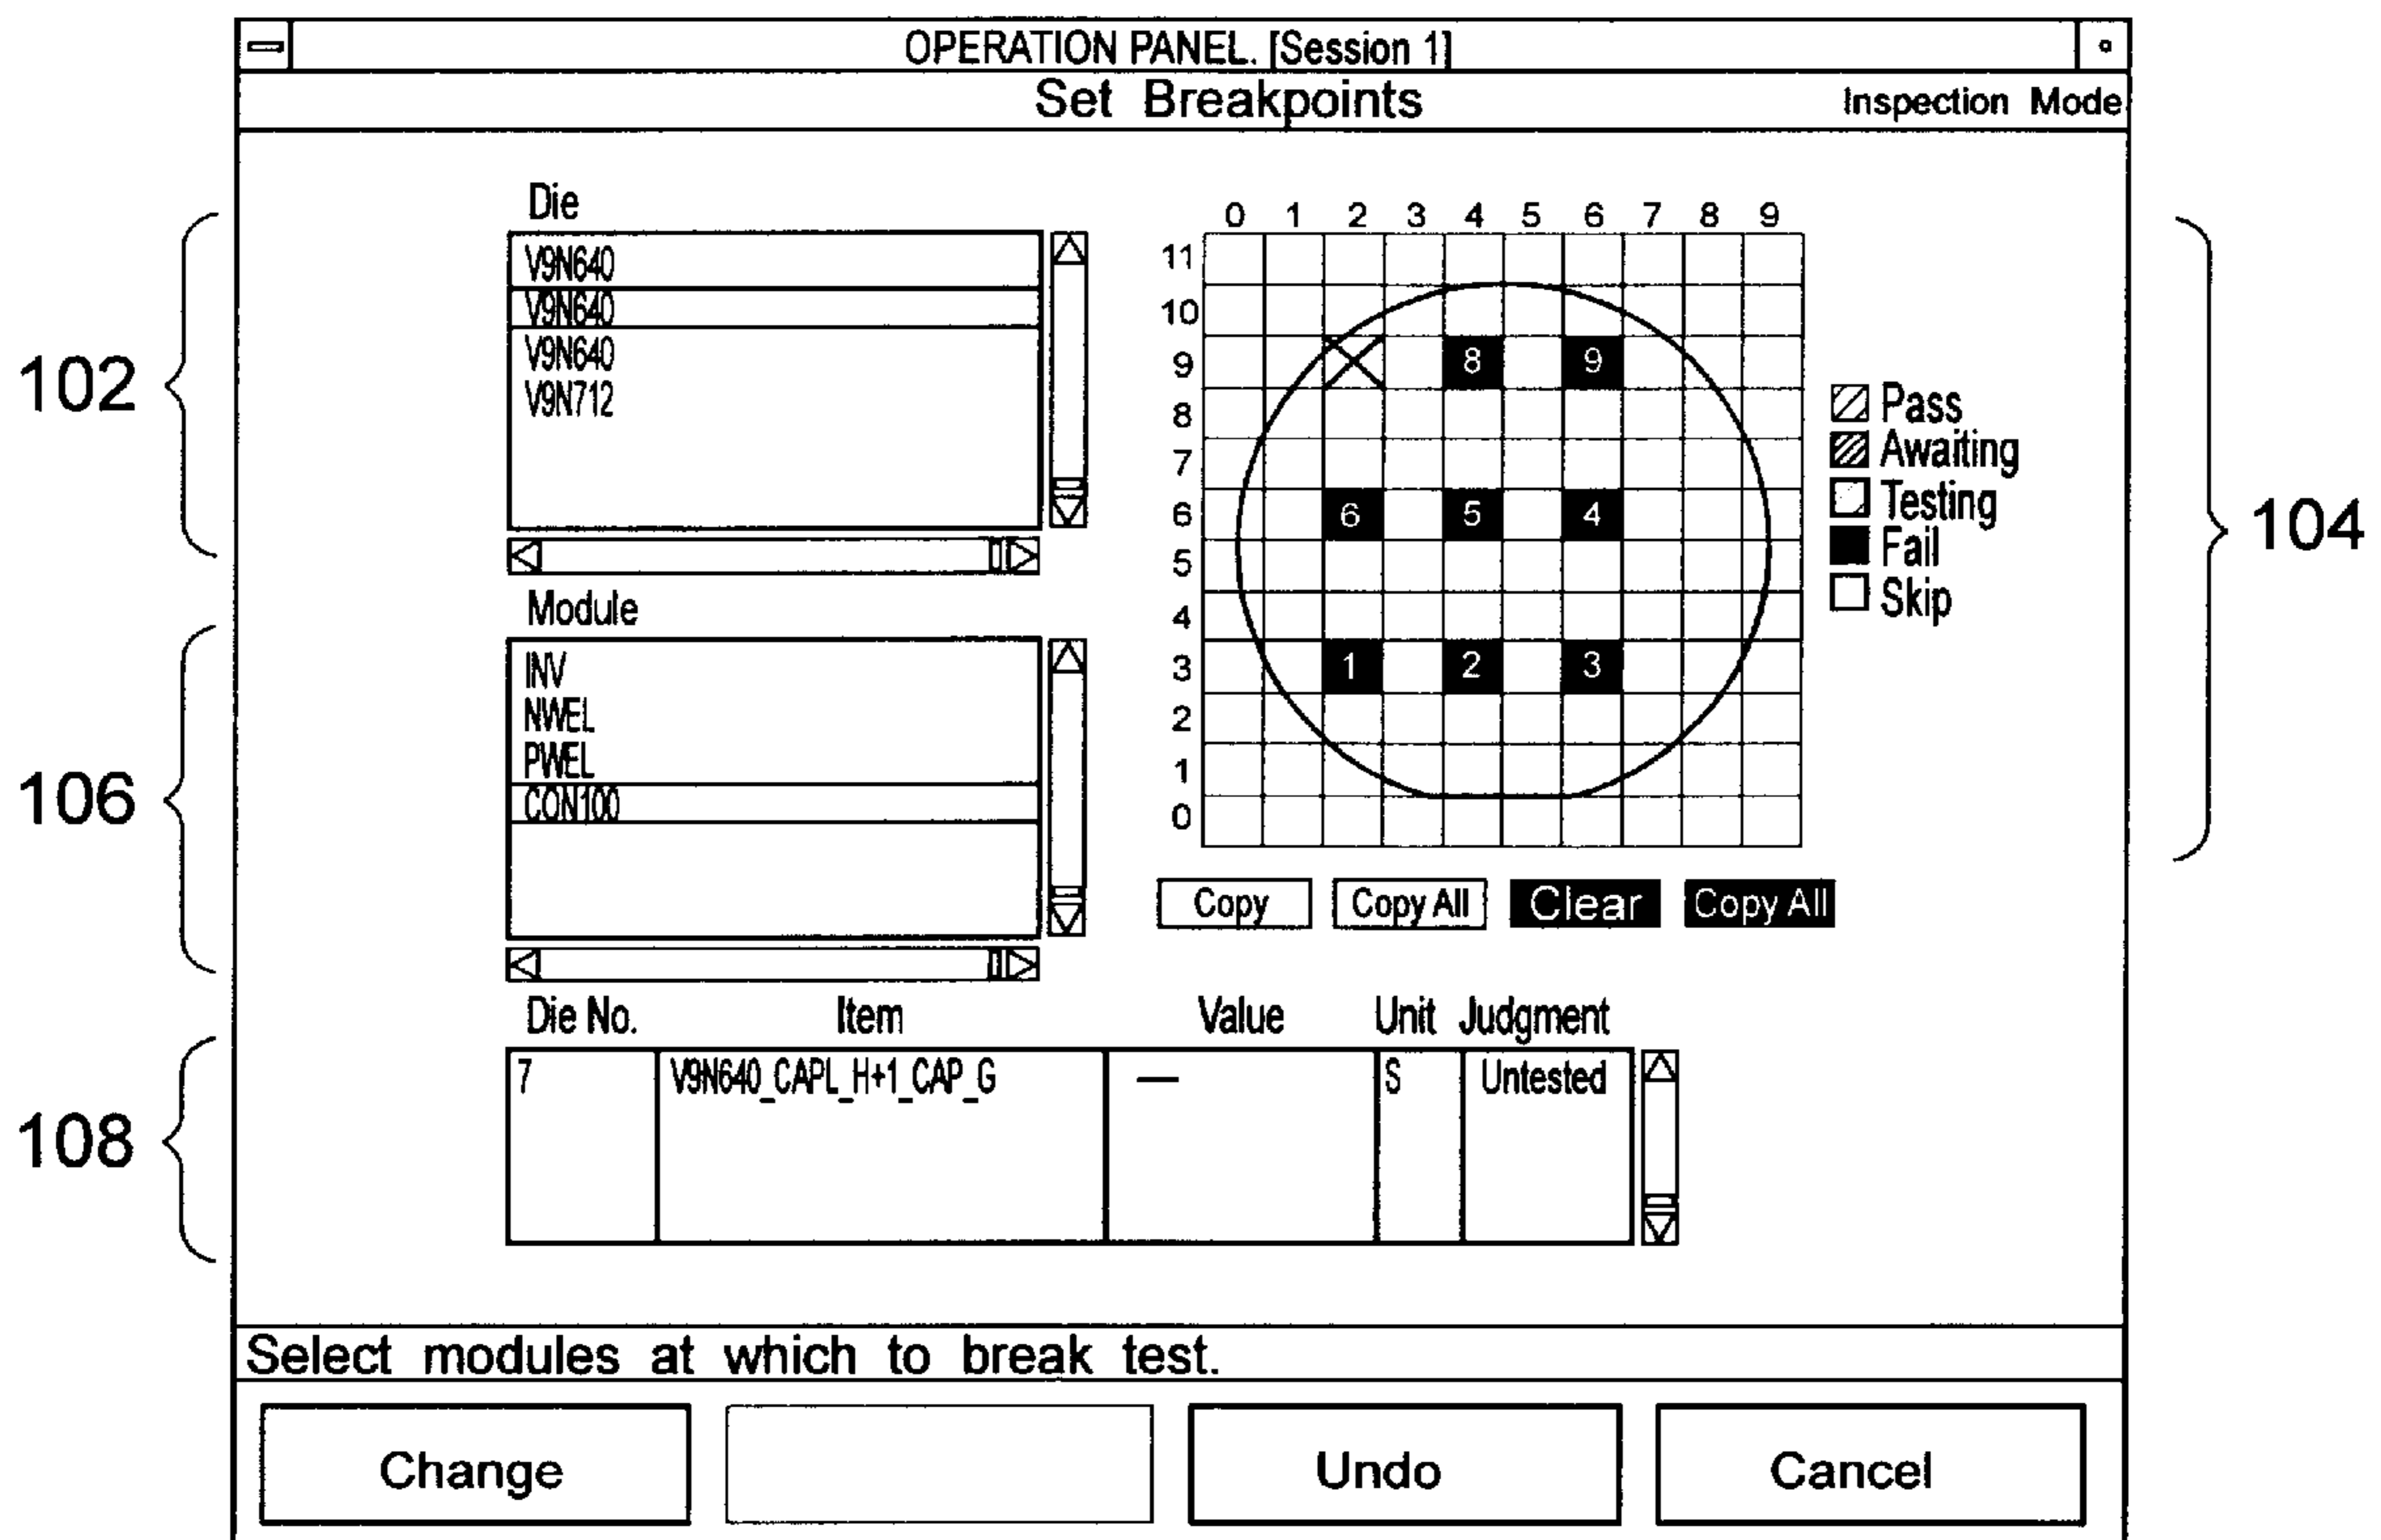 OPERATION PANEL. [Session 1]
Set Breakpoints
Inspection Mode
102
Die
V9N640
V9N640
V9N640
V9N712
0 1 2 3 4 5 6 7 8 9
11
10
9 8 9
8
7
6 6 5 4
5
4
3 1 2 3
2
1
0
Pass
Awaiting
Testing
Fail
Skip
104
106
Module
INV
NWEL
PWEL
CON100
Copy Copy All Clear Copy All
108
Die No. Item Value Unit Judgment
7 V9N640_CAPL_H+1_CAP_G — S Untested
Select modules at which to break test.
Change Undo Cancel